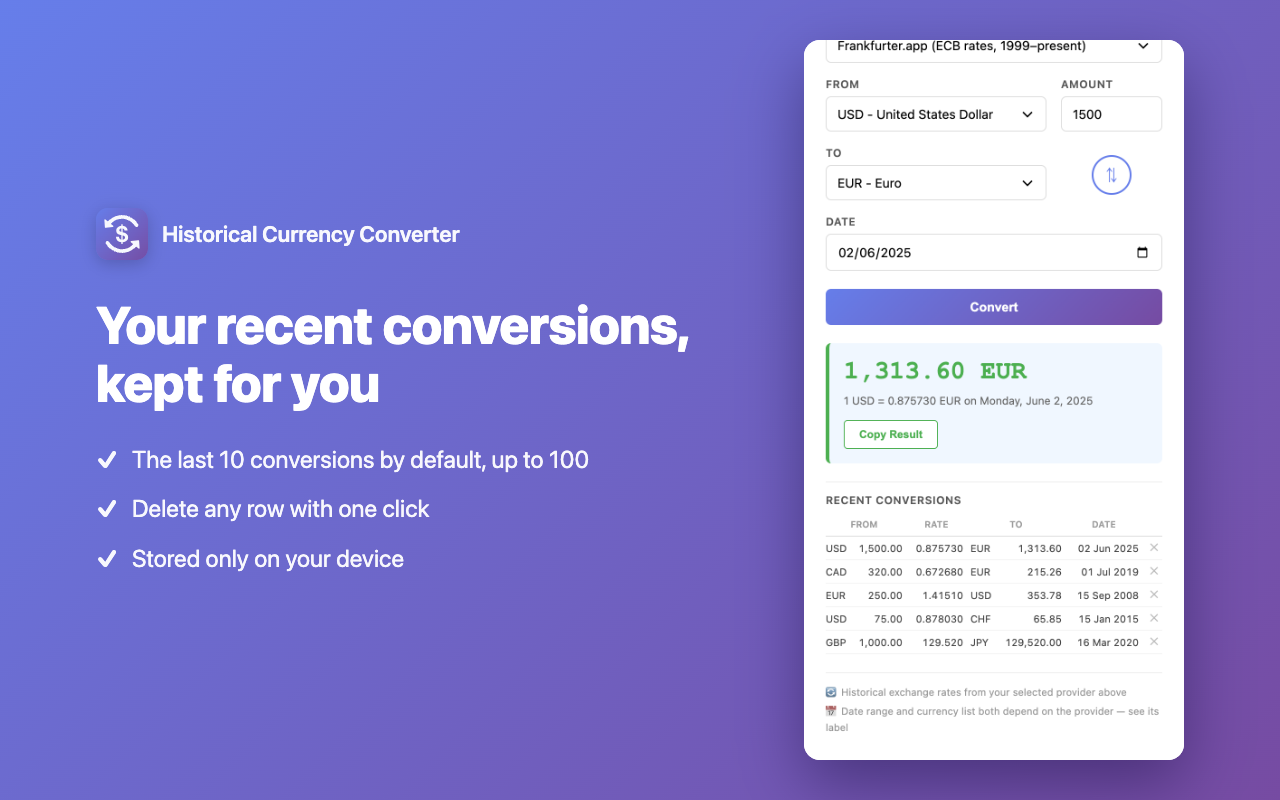 Historical Currency Converter
Your recent conversions,
kept for you
The last 10 conversions by default, up to 100
Delete any row with one click
Stored only on your device
Frankfurter.app (ECB rates, 1999–present)
FROM AMOUNT
USD - United States Dollar 1500
TO
EUR - Euro
DATE
02/06/2025
Convert
1,313.60 EUR
1 USD = 0.875730 EUR on Monday, June 2, 2025
Copy Result
RECENT CONVERSIONS
FROM RATE TO DATE
USD 1,500.00 0.875730 EUR 1,313.60 02 Jun 2025
CAD 320.00 0.672680 EUR 215.26 01 Jul 2019
EUR 250.00 1.41510 USD 353.78 15 Sep 2008
USD 75.00 0.878030 CHF 65.85 15 Jan 2015
GBP 1,000.00 129.520 JPY 129,520.00 16 Mar 2020
Historical exchange rates from your selected provider above
Date range and currency list both depend on the provider — see its
label